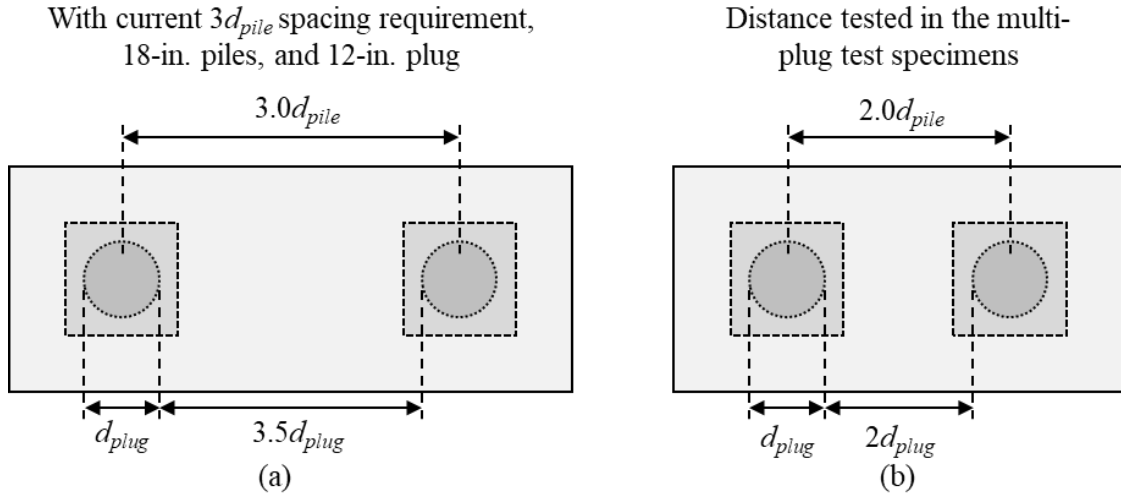 With current 3d_pile spacing requirement,
18-in. piles, and 12-in. plug
3.0d_pile
d_plug
3.5d_plug
(a)
Distance tested in the multi-
plug test specimens
2.0d_pile
d_plug
2d_plug
(b)